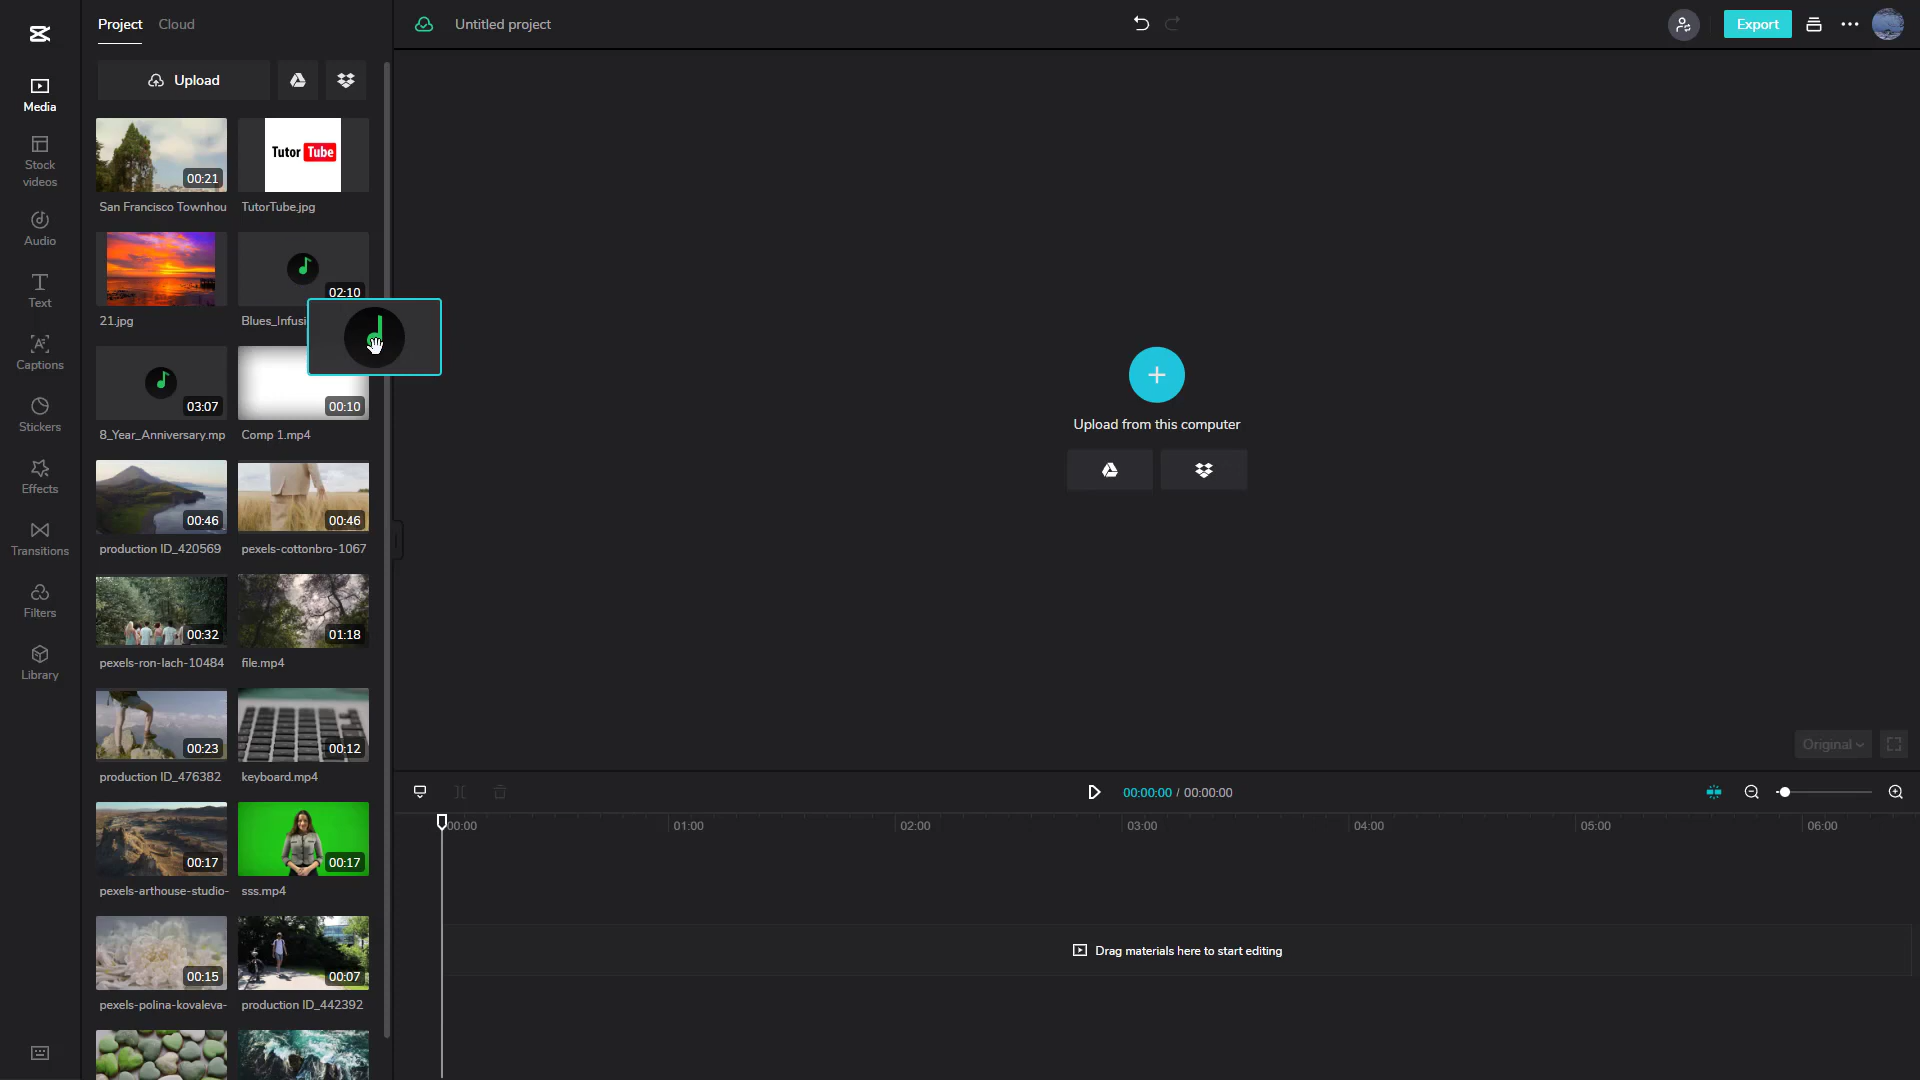 Project
Cloud
Untitled project
Export
Upload
Media
Stock
videos
Audio
Text
Captions
Stickers
Effects
Transitions
Filters
Library
00:21
Tutor Tube
San Francisco Townhou
TutorTube.jpg
02:10
21.jpg
Blues_Infusi
03:07
00:10
8_Year_Anniversary.mp
Comp 1.mp4
00:46
00:46
production ID_420569
pexels-cottonbro-1067
00:32
01:18
pexels-ron-lach-10484
file.mp4
00:23
00:12
production ID_476382
keyboard.mp4
00:17
00:17
pexels-arthouse-studio-
sss.mp4
00:15
00:07
pexels-polina-kovaleva-
production ID_442392
Upload from this computer
Original
00:00:00 / 00:00:00
00:00
01:00
02:00
03:00
04:00
05:00
06:00
Drag materials here to start editing